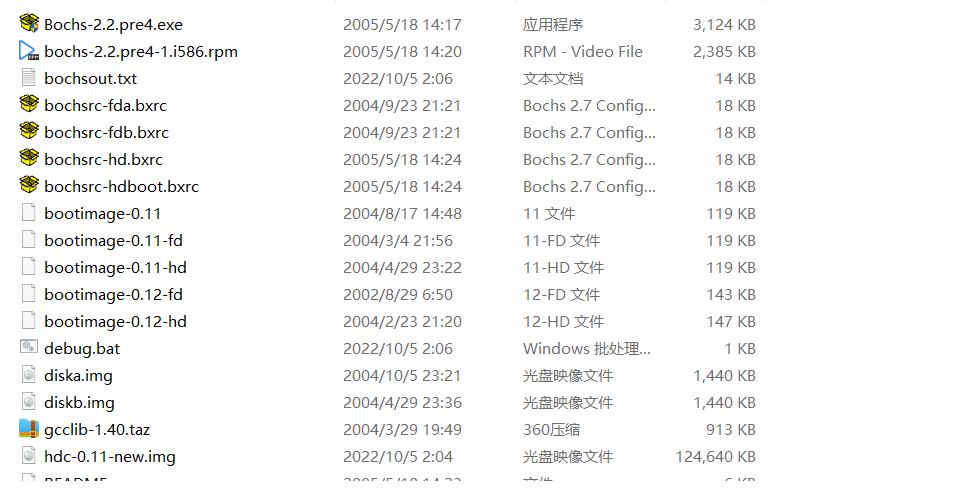 Bochs-2.2.pre4.exe 2005/5/18 14:17 应用程序 3,124 KB
bochs-2.2.pre4-1.i586.rpm 2005/5/18 14:20 RPM - Video File 2,385 KB
bochsout.txt 2022/10/5 2:06 文本文档 14 KB
bochsrc-fda.bxrc 2004/9/23 21:21 Bochs 2.7 Config... 18 KB
bochsrc-fdb.bxrc 2004/9/23 21:21 Bochs 2.7 Config... 18 KB
bochsrc-hd.bxrc 2005/5/18 14:24 Bochs 2.7 Config... 18 KB
bochsrc-hdboot.bxrc 2005/5/18 14:24 Bochs 2.7 Config... 18 KB
bootimage-0.11 2004/8/17 14:48 11 文件 119 KB
bootimage-0.11-fd 2004/3/4 21:56 11-FD 文件 119 KB
bootimage-0.11-hd 2004/4/29 23:22 11-HD 文件 119 KB
bootimage-0.12-fd 2002/8/29 6:50 12-FD 文件 143 KB
bootimage-0.12-hd 2004/2/23 21:20 12-HD 文件 147 KB
debug.bat 2022/10/5 2:06 Windows 批处理... 1 KB
diska.img 2004/10/5 23:21 光盘映像文件 1,440 KB
diskb.img 2004/4/29 23:36 光盘映像文件 1,440 KB
gcclib-1.40.taz 2004/3/29 19:49 360压缩 913 KB
hdc-0.11-new.img 2022/10/5 2:04 光盘映像文件 124,640 KB
README